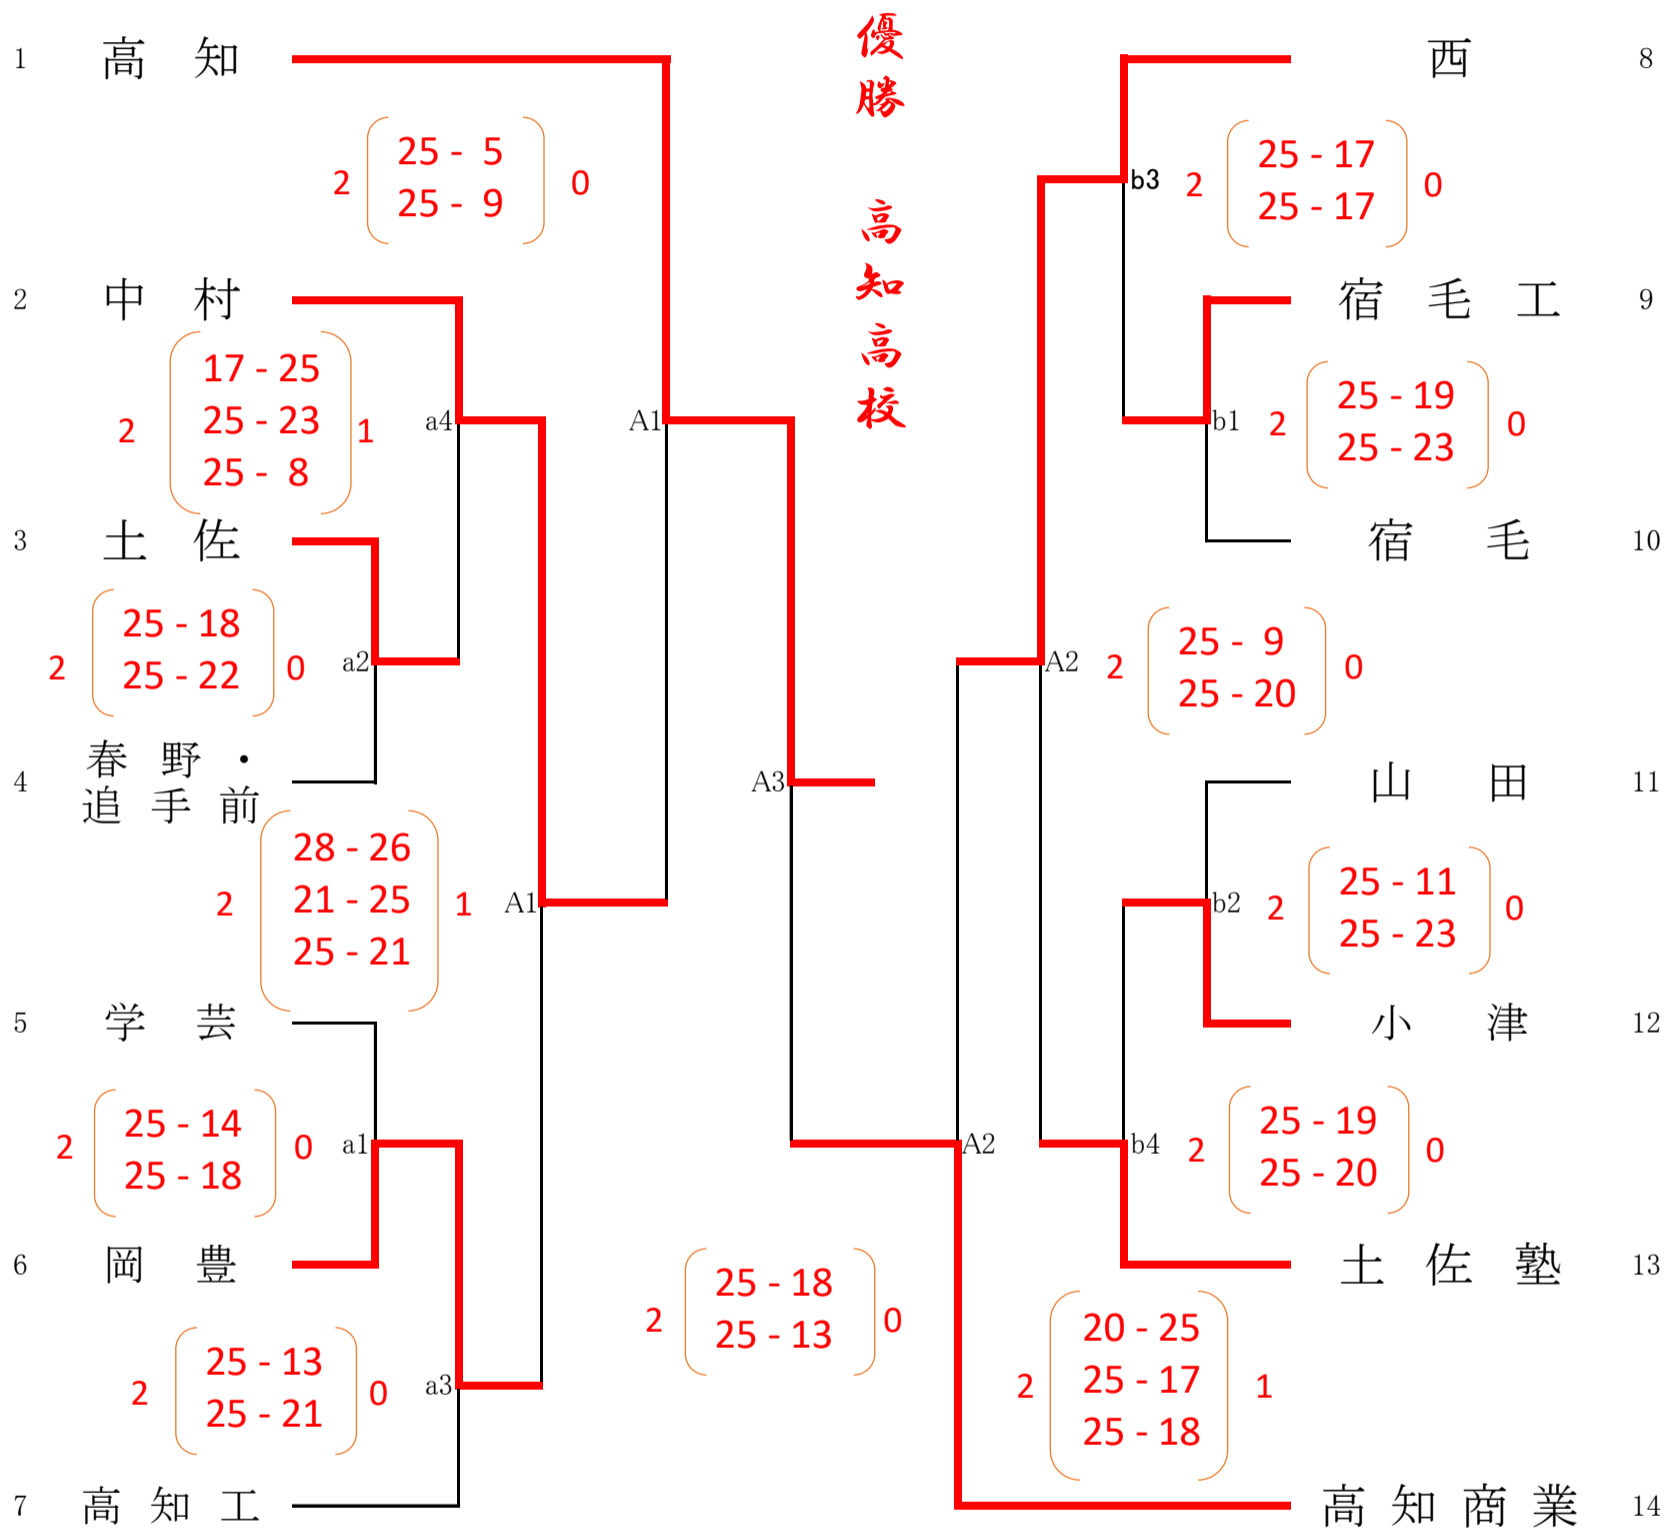 優勝 高知高校
1 高知
25 - 5
2 0
25 - 9
2 中村
17 - 25
2 25 - 23 1
25 - 8
a4
A1
3 土佐
25 - 18
2 0
25 - 22
a2
春野・
4
追手前
28 - 26
2 21 - 25 1
25 - 21
A1
A3
5 学芸
25 - 14
2 0
25 - 18
a1
6 岡豊
25 - 13
2 0
25 - 21
a3
7 高知工
25 - 18
2 0
25 - 13
西 8
b3
25 - 17
2 0
25 - 17
宿毛工 9
b1
25 - 19
2 0
25 - 23
宿毛 10
A2
25 - 9
2 0
25 - 20
山田 11
b2
25 - 11
2 0
25 - 23
小津 12
A2
b4
25 - 19
2 0
25 - 20
土佐塾 13
20 - 25
2 25 - 17 1
25 - 18
高知商業 14